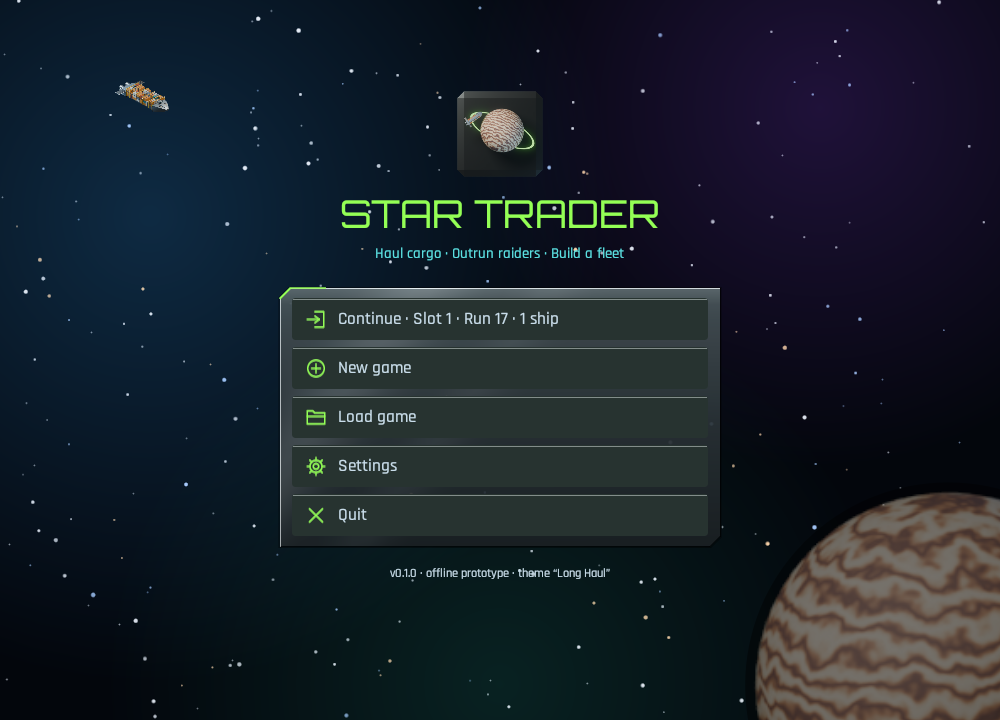 STAR TRADER
Haul cargo · Outrun raiders · Build a fleet
Continue · Slot 1 · Run 17 · 1 ship
New game
Load game
Settings
Quit
v0.1.0 · offline prototype · theme “Long Haul”